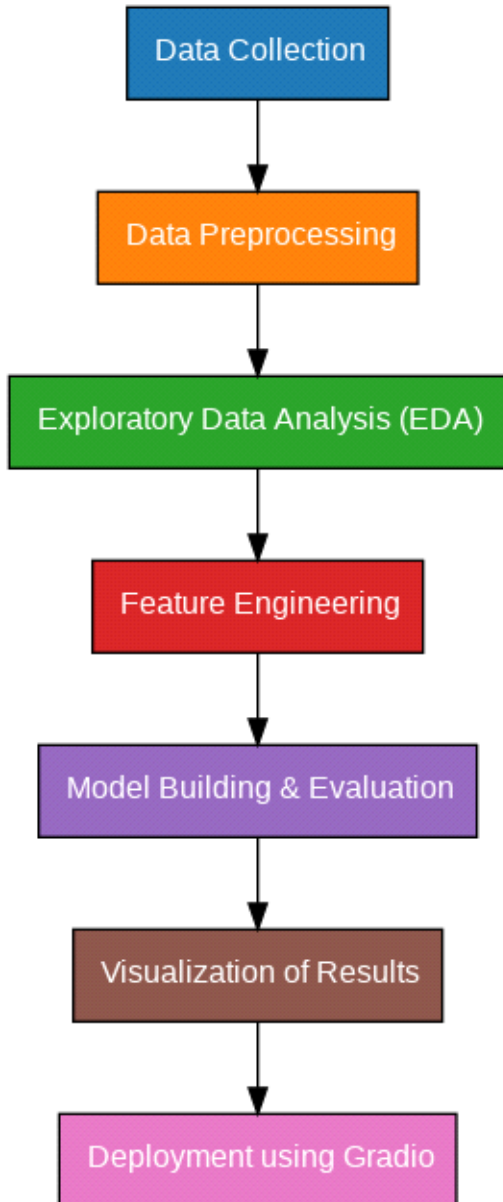 Data Collection
Data Preprocessing
Exploratory Data Analysis (EDA)
Feature Engineering
Model Building & Evaluation
Visualization of Results
Deployment using Gradio